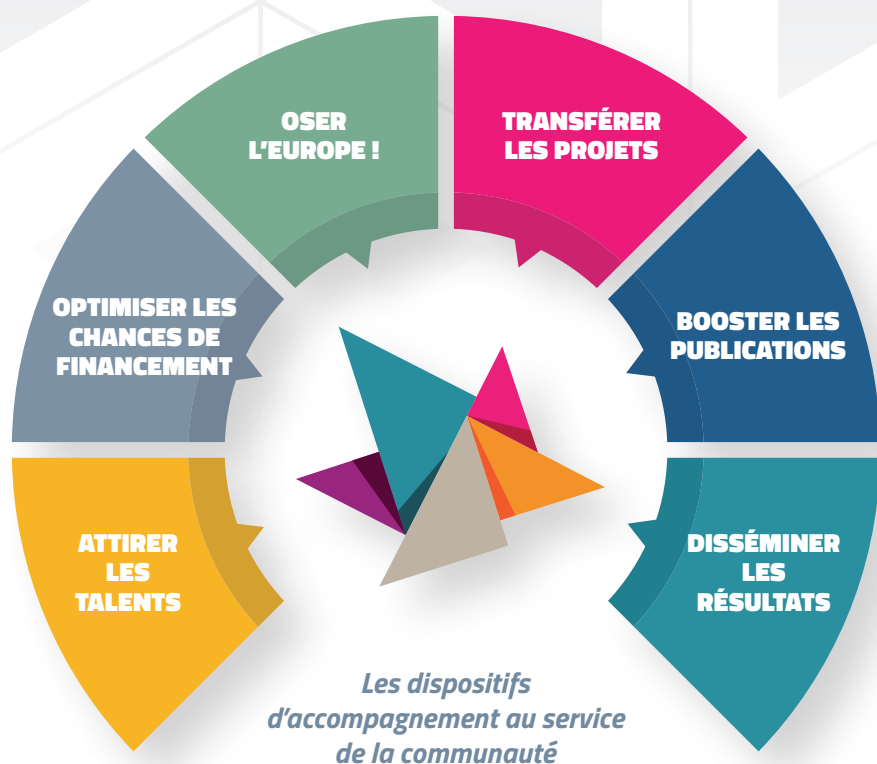 OSER
L'EUROPE !
TRANSFÉRER
LES PROJETS
OPTIMISER LES
CHANCES DE
FINANCEMENT
BOOSTER LES
PUBLICATIONS
ATTIRER
LES
TALENTS
DISSÉMINER
LES
RÉSULTATS
Les dispositifs
d'accompagnement au service
de la communauté